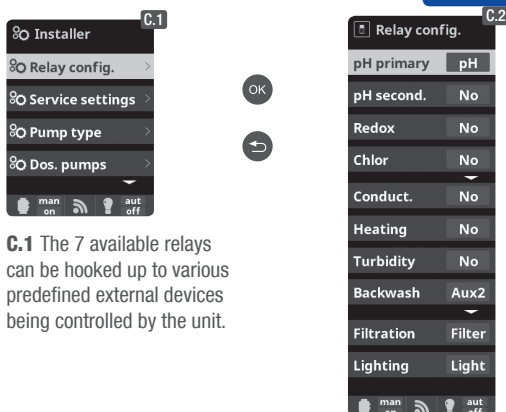 C.1
Installer
Relay config.
Service settings
Pump type
Dos. pumps
man on
aut off
OK
C.1 The 7 available relays
can be hooked up to various
predefined external devices
being controlled by the unit.
C.2
Relay config.
pH primary pH
pH second. No
Redox No
Chlor No
Conduct. No
Heating No
Turbidity No
Backwash Aux2
Filtration Filter
Lighting Light
man on
aut off